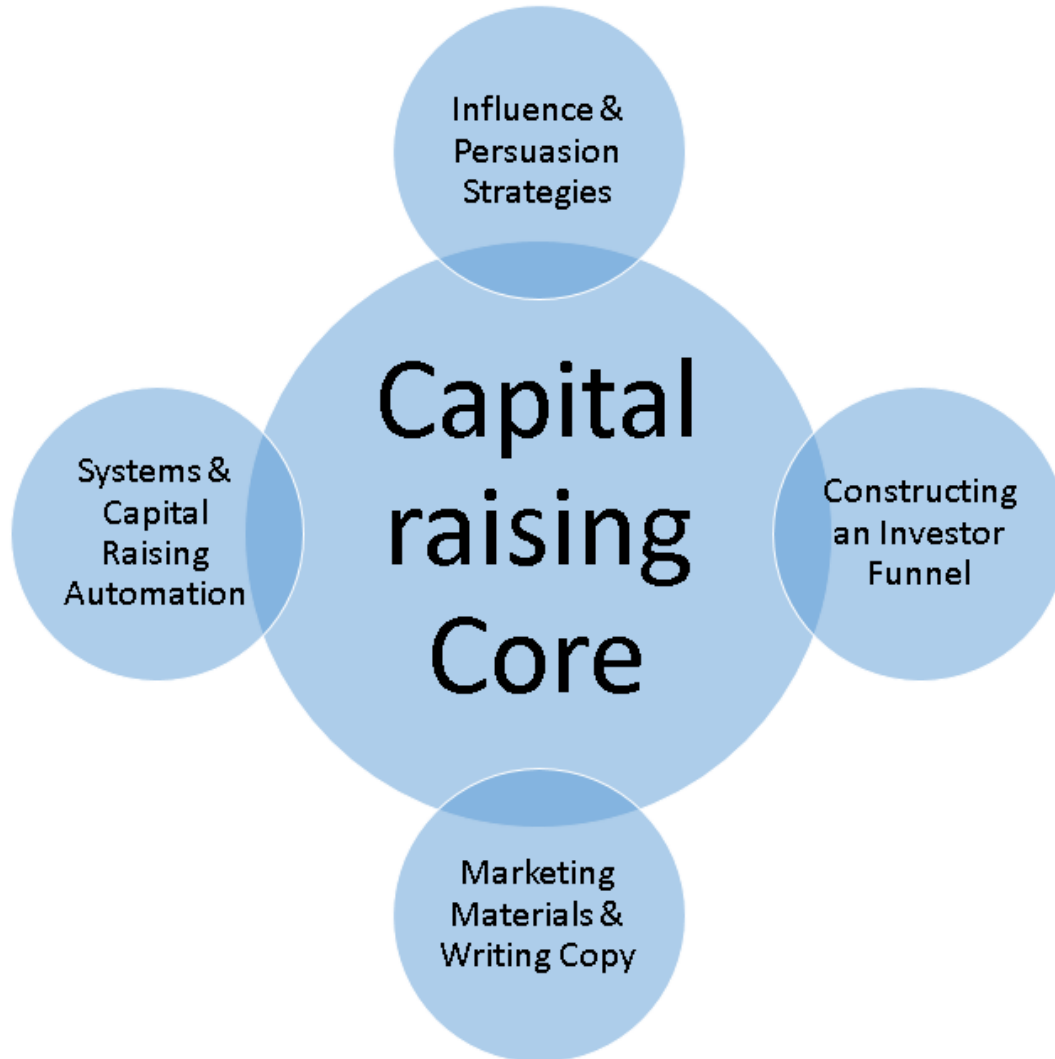 Influence &
Persuasion
Strategies
Capital
raising
Core
Systems &
Capital
Raising
Automation
Constructing
an Investor
Funnel
Marketing
Materials &
Writing Copy